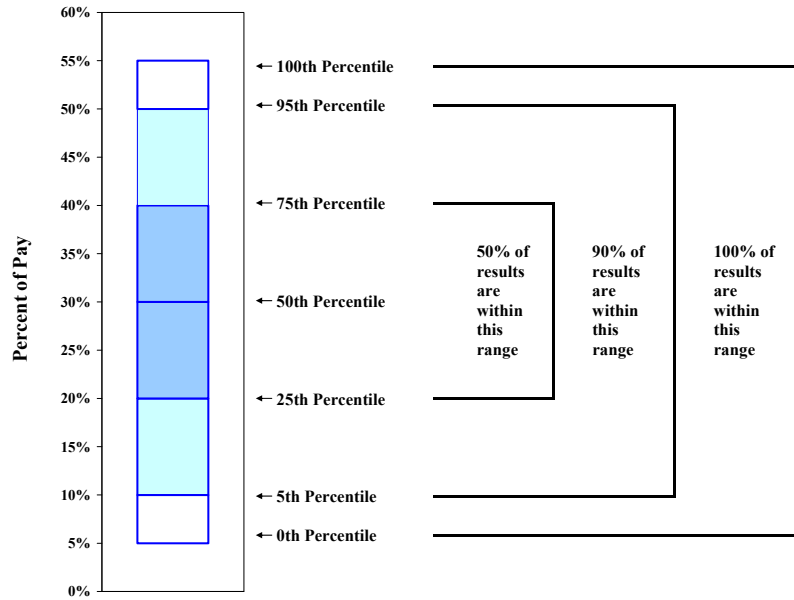 60%
55%
50%
45%
40%
35%
30%
25%
20%
15%
10%
5%
0%
Percent of Pay
← 100th Percentile
← 95th Percentile
← 75th Percentile
← 50th Percentile
← 25th Percentile
← 5th Percentile
← 0th Percentile
50% of
results
are
within
this
range
90% of
results
are
within
this
range
100% of
results
are
within
this
range